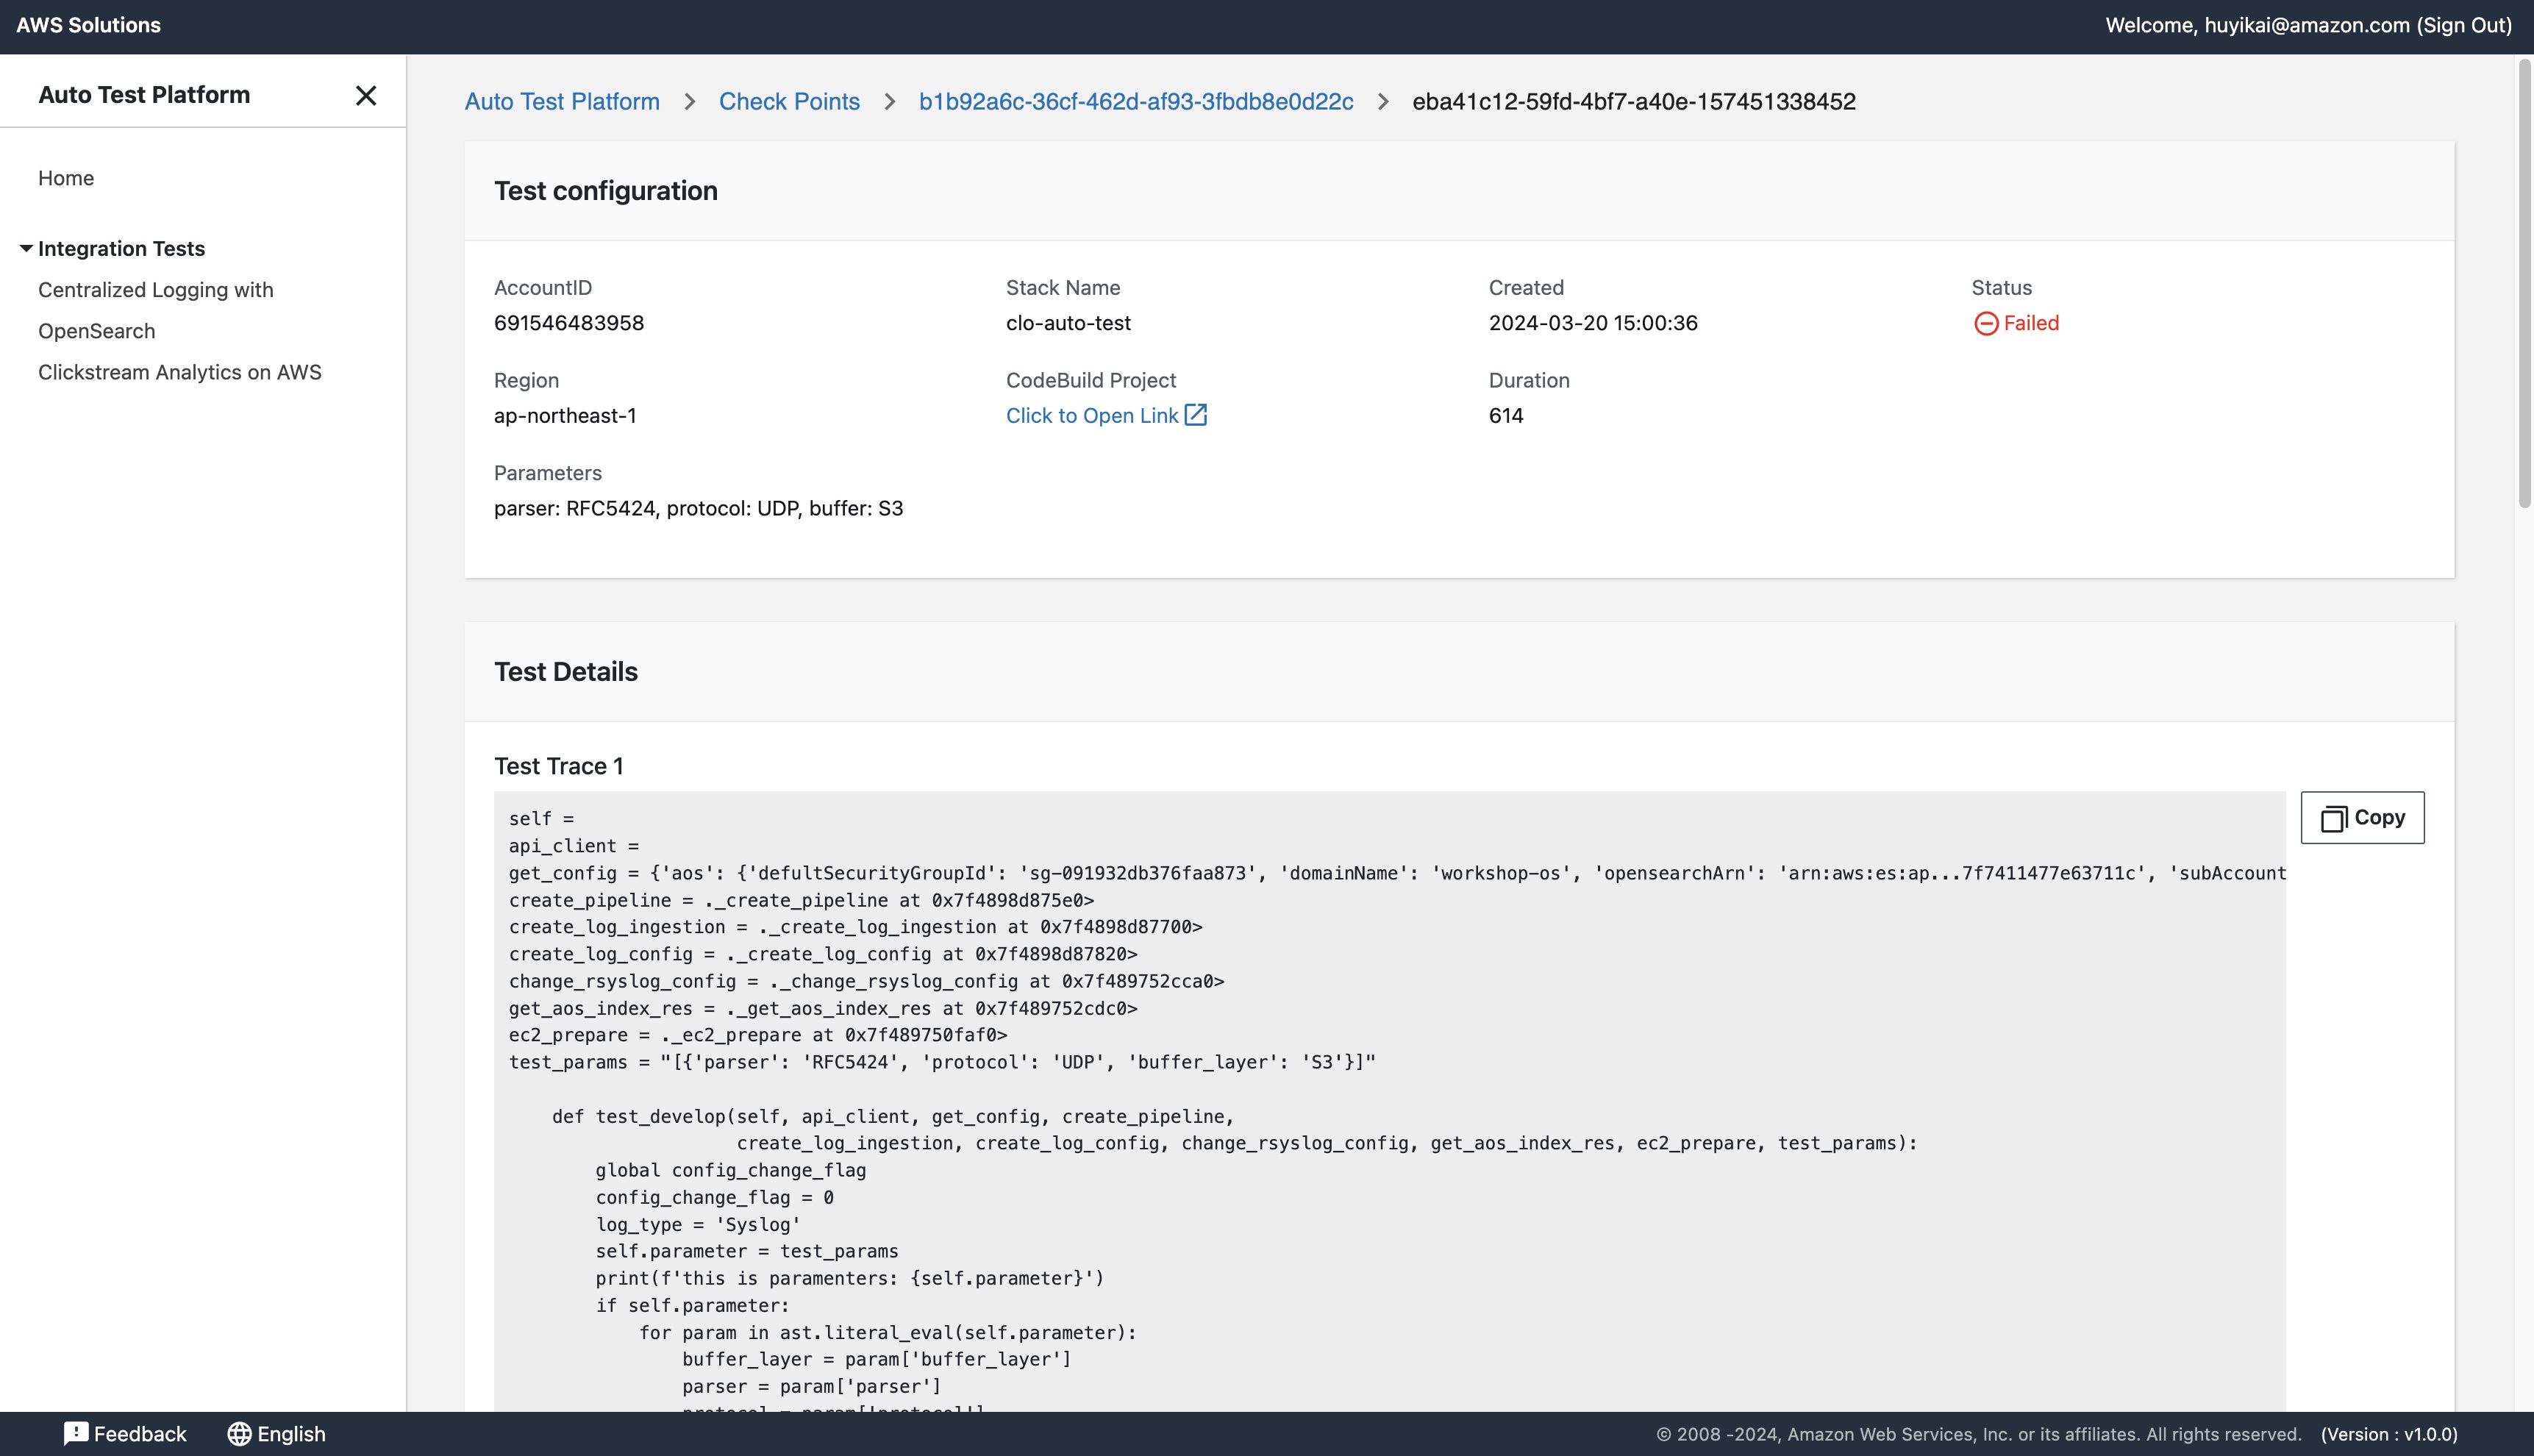 AWS Solutions
Welcome, huyikai@amazon.com (Sign Out)
Auto Test Platform
Home
Integration Tests
Centralized Logging with
OpenSearch
Clickstream Analytics on AWS
Auto Test Platform > Check Points > b1b92a6c-36cf-462d-af93-3fbdb8e0d22c > eba41c12-59fd-4bf7-a40e-157451338452
Test configuration
AccountID
691546483958
Stack Name
clo-auto-test
Created
2024-03-20 15:00:36
Status
Failed
Region
ap-northeast-1
CodeBuild Project
Click to Open Link
Duration
614
Parameters
parser: RFC5424, protocol: UDP, buffer: S3
Test Details
Test Trace 1
Copy
self =
api_client =
get_config = {'aos': {'defultSecurityGroupId': 'sg-091932db376faa873', 'domainName': 'workshop-os', 'opensearchArn': 'arn:aws:es:ap...7f7411477e63711c', 'subAccount
create_pipeline = ._create_pipeline at 0x7f4898d875e0>
create_log_ingestion = ._create_log_ingestion at 0x7f4898d87700>
create_log_config = ._create_log_config at 0x7f4898d87820>
change_rsyslog_config = ._change_rsyslog_config at 0x7f489752cca0>
get_aos_index_res = ._get_aos_index_res at 0x7f489752cdc0>
ec2_prepare = ._ec2_prepare at 0x7f489750faf0>
test_params = "[{'parser': 'RFC5424', 'protocol': 'UDP', 'buffer_layer': 'S3'}]"
def test_develop(self, api_client, get_config, create_pipeline,
create_log_ingestion, create_log_config, change_rsyslog_config, get_aos_index_res, ec2_prepare, test_params):
global config_change_flag
config_change_flag = 0
log_type = 'Syslog'
self.parameter = test_params
print(f'this is paramenters: {self.parameter}')
if self.parameter:
for param in ast.literal_eval(self.parameter):
buffer_layer = param['buffer_layer']
parser = param['parser']
protocol = param['protocol']
Feedback
English
© 2008 -2024, Amazon Web Services, Inc. or its affiliates. All rights reserved. (Version : v1.0.0)